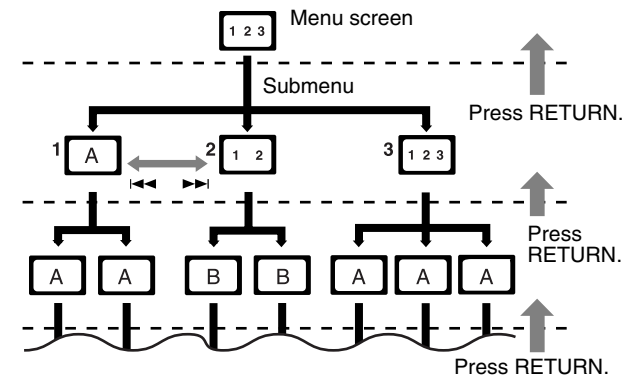 1 2 3 Menu screen
Submenu
Press RETURN.
1 A 2 1 2 3 1 2 3
Press
RETURN.
A A B B A A A
Press RETURN.